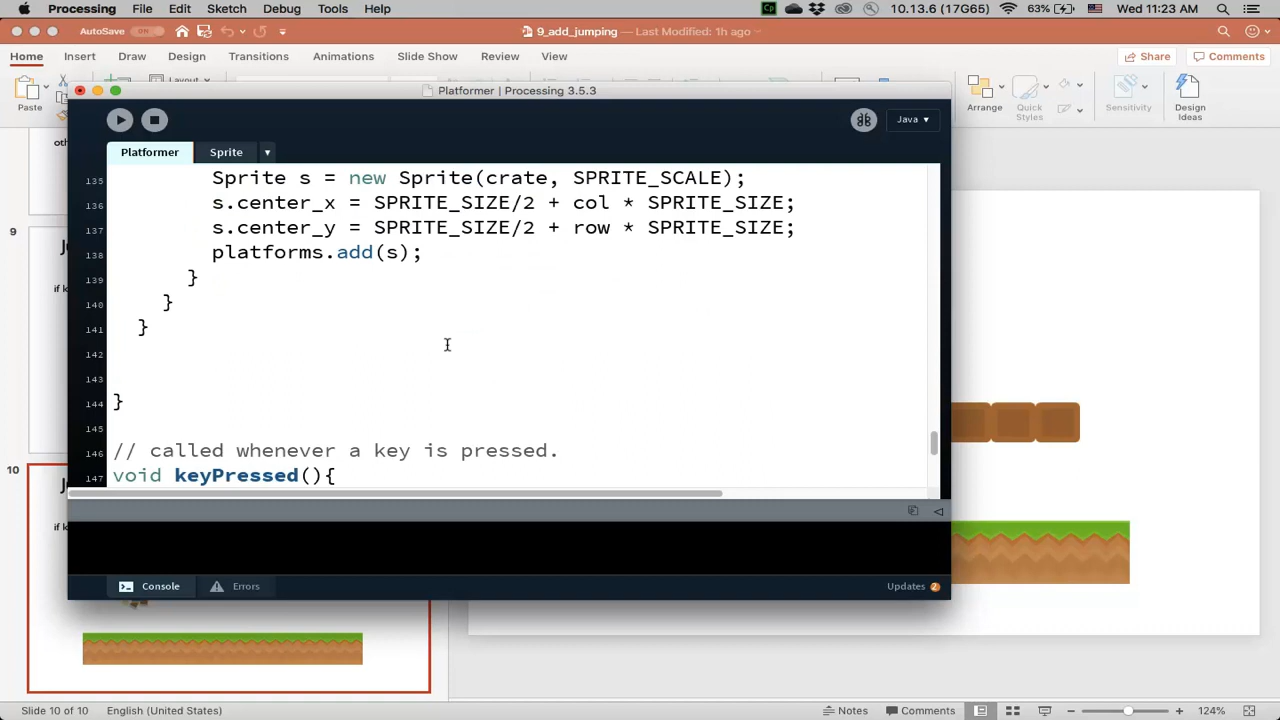 Processing File Edit Sketch Debug Tools Help 10.13.6 (17G65) 63% Wed 11:23 AM
AutoSave 9_add_jumping — Last Modified: 1h ago
Home Insert Draw Design Transitions Animations Slide Show Review View Share Comments
Paste Arrange Quick Styles Sensitivity Design Ideas
Platformer | Processing 3.5.3
Java
Platformer Sprite
135 Sprite s = new Sprite(crate, SPRITE_SCALE);
136 s.center_x = SPRITE_SIZE/2 + col * SPRITE_SIZE;
137 s.center_y = SPRITE_SIZE/2 + row * SPRITE_SIZE;
138 platforms.add(s);
139 }
140 }
141 }
142
143
144 }
145
146 // called whenever a key is pressed.
147 void keyPressed(){
9
if k
10
if k
Console Errors Updates 2
Slide 10 of 10 English (United States) Notes Comments 124%